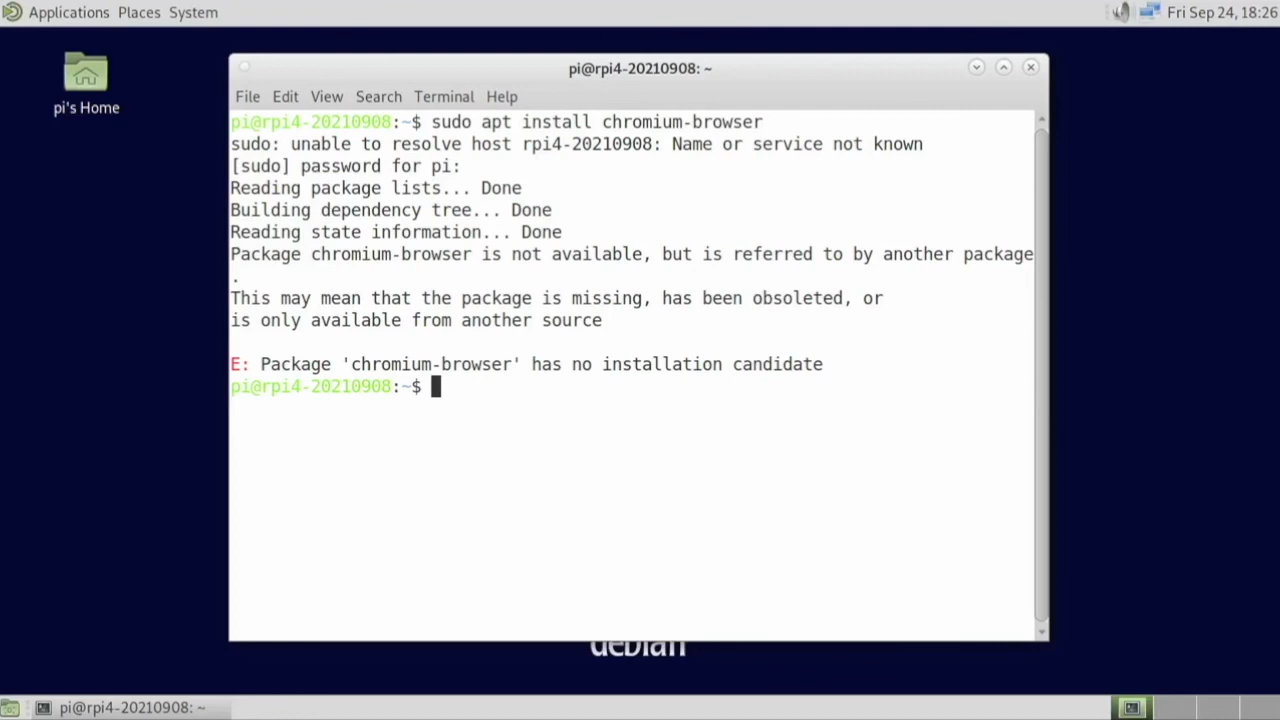 Applications Places System
Fri Sep 24, 18:26
pi's Home
pi@rpi4-20210908: ~
File Edit View Search Terminal Help
pi@rpi4-20210908:~$ sudo apt install chromium-browser
sudo: unable to resolve host rpi4-20210908: Name or service not known
[sudo] password for pi:
Reading package lists... Done
Building dependency tree... Done
Reading state information... Done
Package chromium-browser is not available, but is referred to by another package
.
This may mean that the package is missing, has been obsoleted, or
is only available from another source
E: Package 'chromium-browser' has no installation candidate
pi@rpi4-20210908:~$
debian
pi@rpi4-20210908: ~